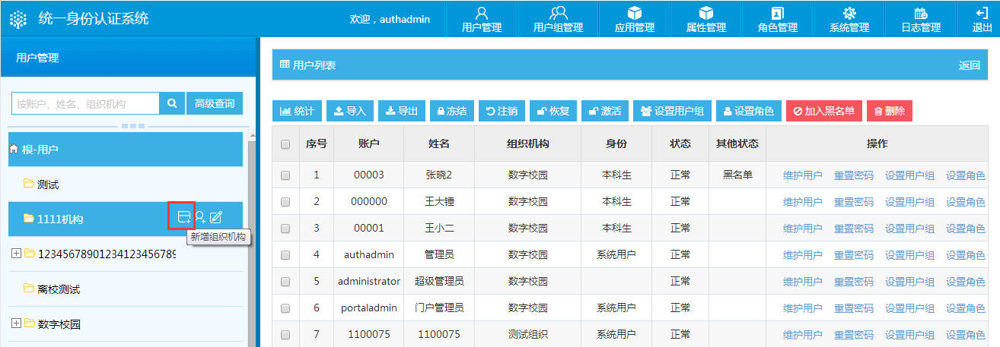 统一身份认证系统
欢迎，authadmin
用户管理
用户组管理
应用管理
属性管理
角色管理
系统管理
日志管理
退出
用户管理
按账户、姓名、组织机构
高级查询
根-用户
测试
1111机构
新增组织机构
12345678901234123456789
离校测试
数字校园
用户列表
返回
统计 导入 导出 冻结 注销 恢复 激活 设置用户组 设置角色 加入黑名单 删除
序号 账户 姓名 组织机构 身份 状态 其他状态 操作
1 00003 张晓2 数字校园 本科生 正常 黑名单 维护用户 重置密码 设置用户组 设置角色
2 000000 王大锤 数字校园 本科生 正常 维护用户 重置密码 设置用户组 设置角色
3 00001 王小二 数字校园 本科生 正常 维护用户 重置密码 设置用户组 设置角色
4 authadmin 管理员 数字校园 系统用户 正常 维护用户 重置密码 设置用户组 设置角色
5 administrator 超级管理员 数字校园 正常 维护用户 重置密码 设置用户组 设置角色
6 portaladmin 门户管理员 数字校园 系统用户 正常 维护用户 重置密码 设置用户组 设置角色
7 1100075 1100075 测试组织 系统用户 正常 维护用户 重置密码 设置用户组 设置角色